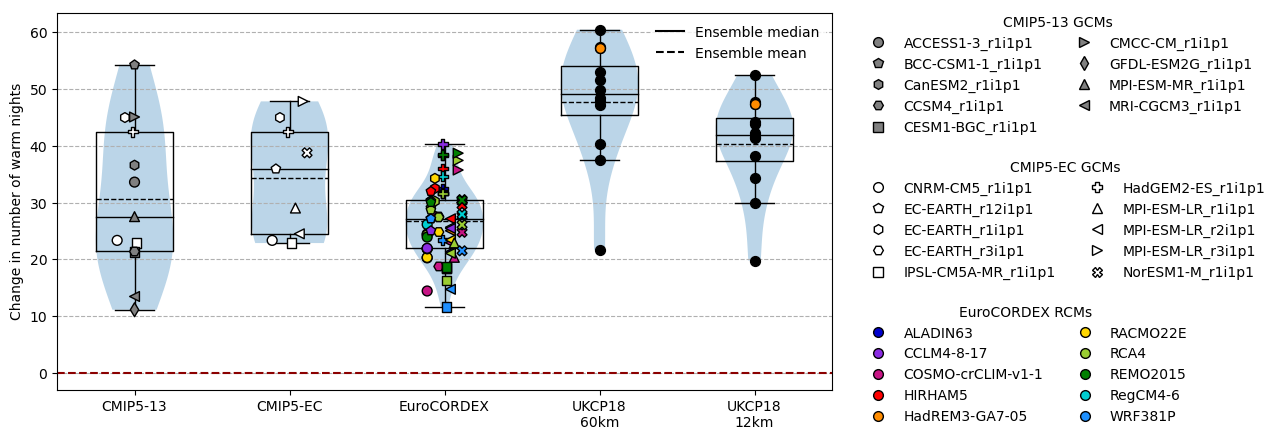 Change in number of warm nights
60
50
40
30
20
10
0
Ensemble median
Ensemble mean
CMIP5-13
CMIP5-EC
EuroCORDEX
UKCP18
60km
UKCP18
12km
CMIP5-13 GCMs
ACCESS1-3_r1i1p1
BCC-CSM1-1_r1i1p1
CanESM2_r1i1p1
CCSM4_r1i1p1
CESM1-BGC_r1i1p1
CMCC-CM_r1i1p1
GFDL-ESM2G_r1i1p1
MPI-ESM-MR_r1i1p1
MRI-CGCM3_r1i1p1
CMIP5-EC GCMs
CNRM-CM5_r1i1p1
EC-EARTH_r12i1p1
EC-EARTH_r1i1p1
EC-EARTH_r3i1p1
IPSL-CM5A-MR_r1i1p1
HadGEM2-ES_r1i1p1
MPI-ESM-LR_r1i1p1
MPI-ESM-LR_r2i1p1
MPI-ESM-LR_r3i1p1
NorESM1-M_r1i1p1
EuroCORDEX RCMs
ALADIN63
CCLM4-8-17
COSMO-crCLIM-v1-1
HIRHAM5
HadREM3-GA7-05
RACMO22E
RCA4
REMO2015
RegCM4-6
WRF381P